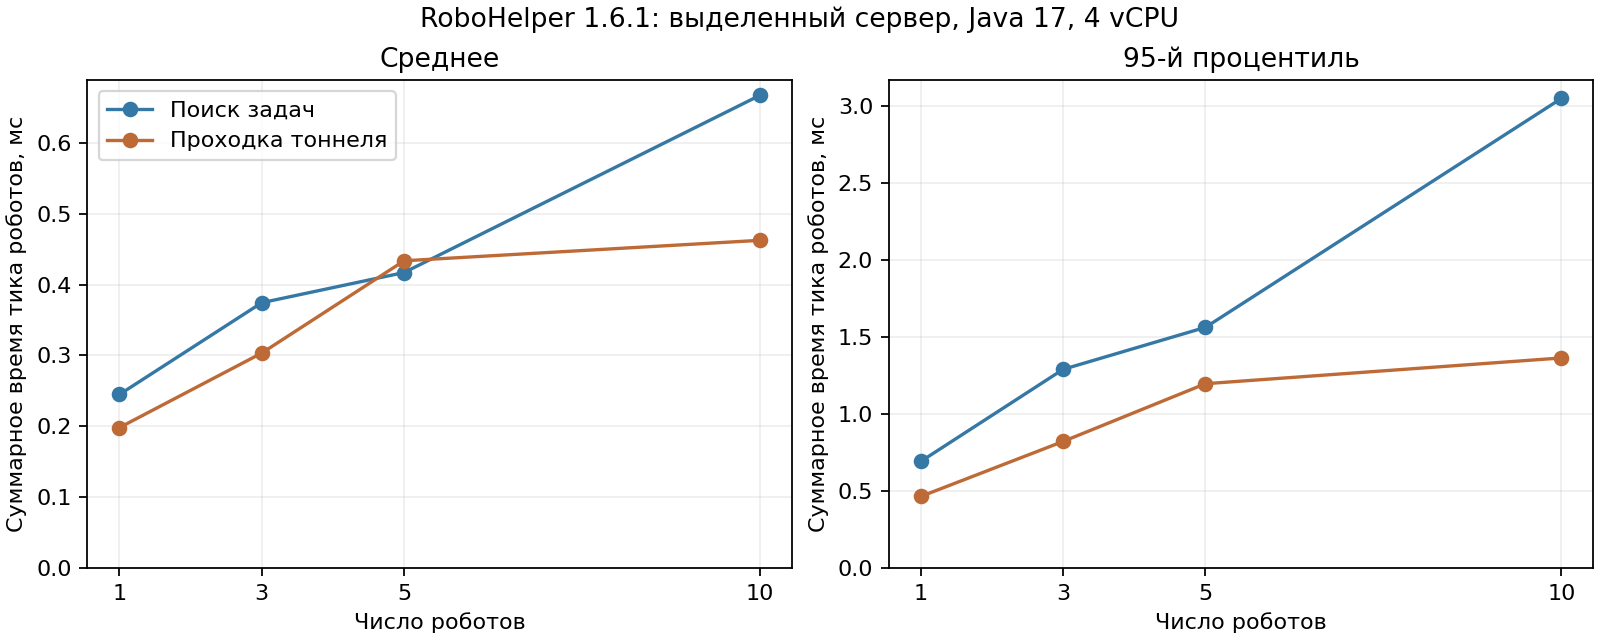 RoboHelper 1.6.1: выделенный сервер, Java 17, 4 vCPU
Среднее
Суммарное время тика роботов, мс
0.6
0.5
0.4
0.3
0.2
0.1
0.0
Поиск задач
Проходка тоннеля
1 3 5 10
Число роботов
95-й процентиль
Суммарное время тика роботов, мс
3.0
2.5
2.0
1.5
1.0
0.5
0.0
1 3 5 10
Число роботов